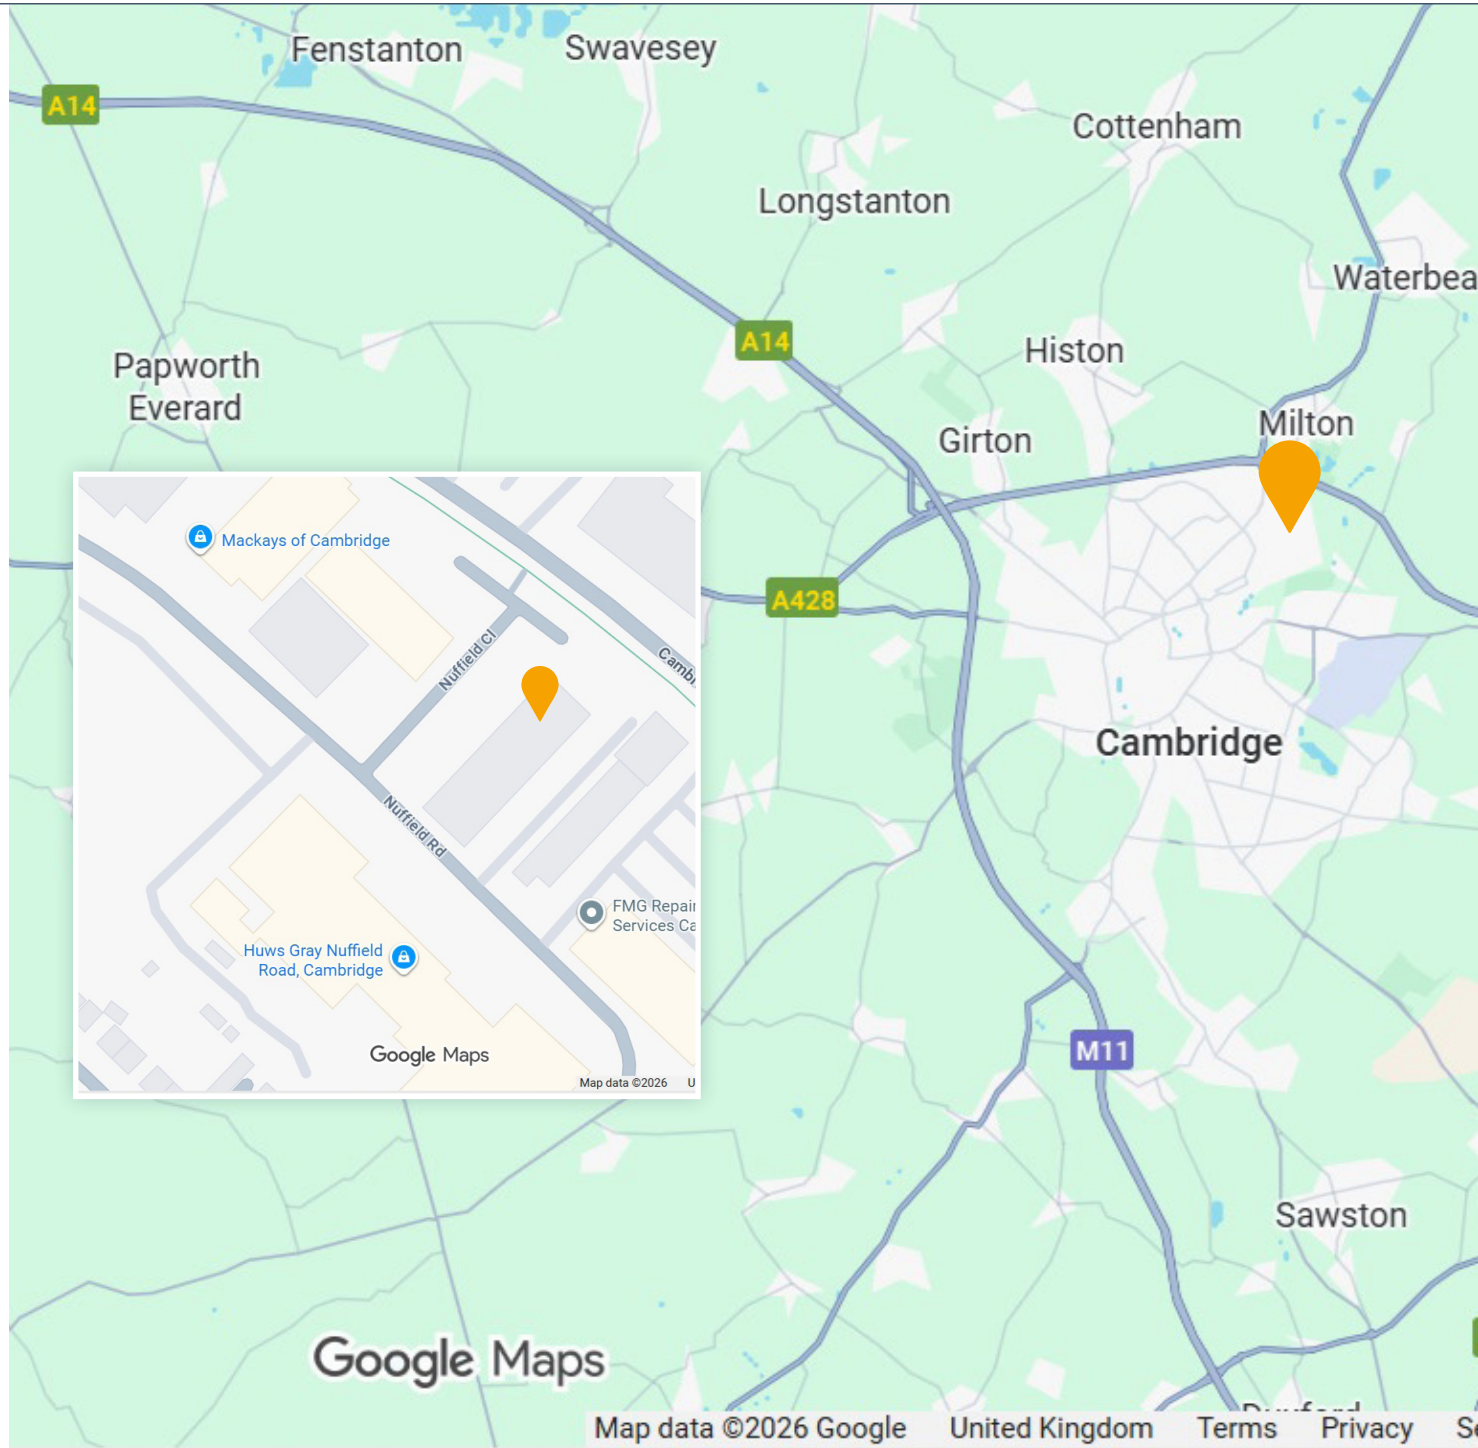 Fenstanton
Swavesey
A14
Cottenham
Longstanton
Waterbea
A14
Histon
Papworth
Everard
Milton
Girton
A428
Cambridge
M11
Sawston
Mackays of Cambridge
Nuffield Cl
Cambr
Nuffield Rd
FMG Repair
Services Ca
Huws Gray Nuffield
Road, Cambridge
Google Maps
Map data ©2026 U
Google Maps
Map data ©2026 Google United Kingdom Terms Privacy